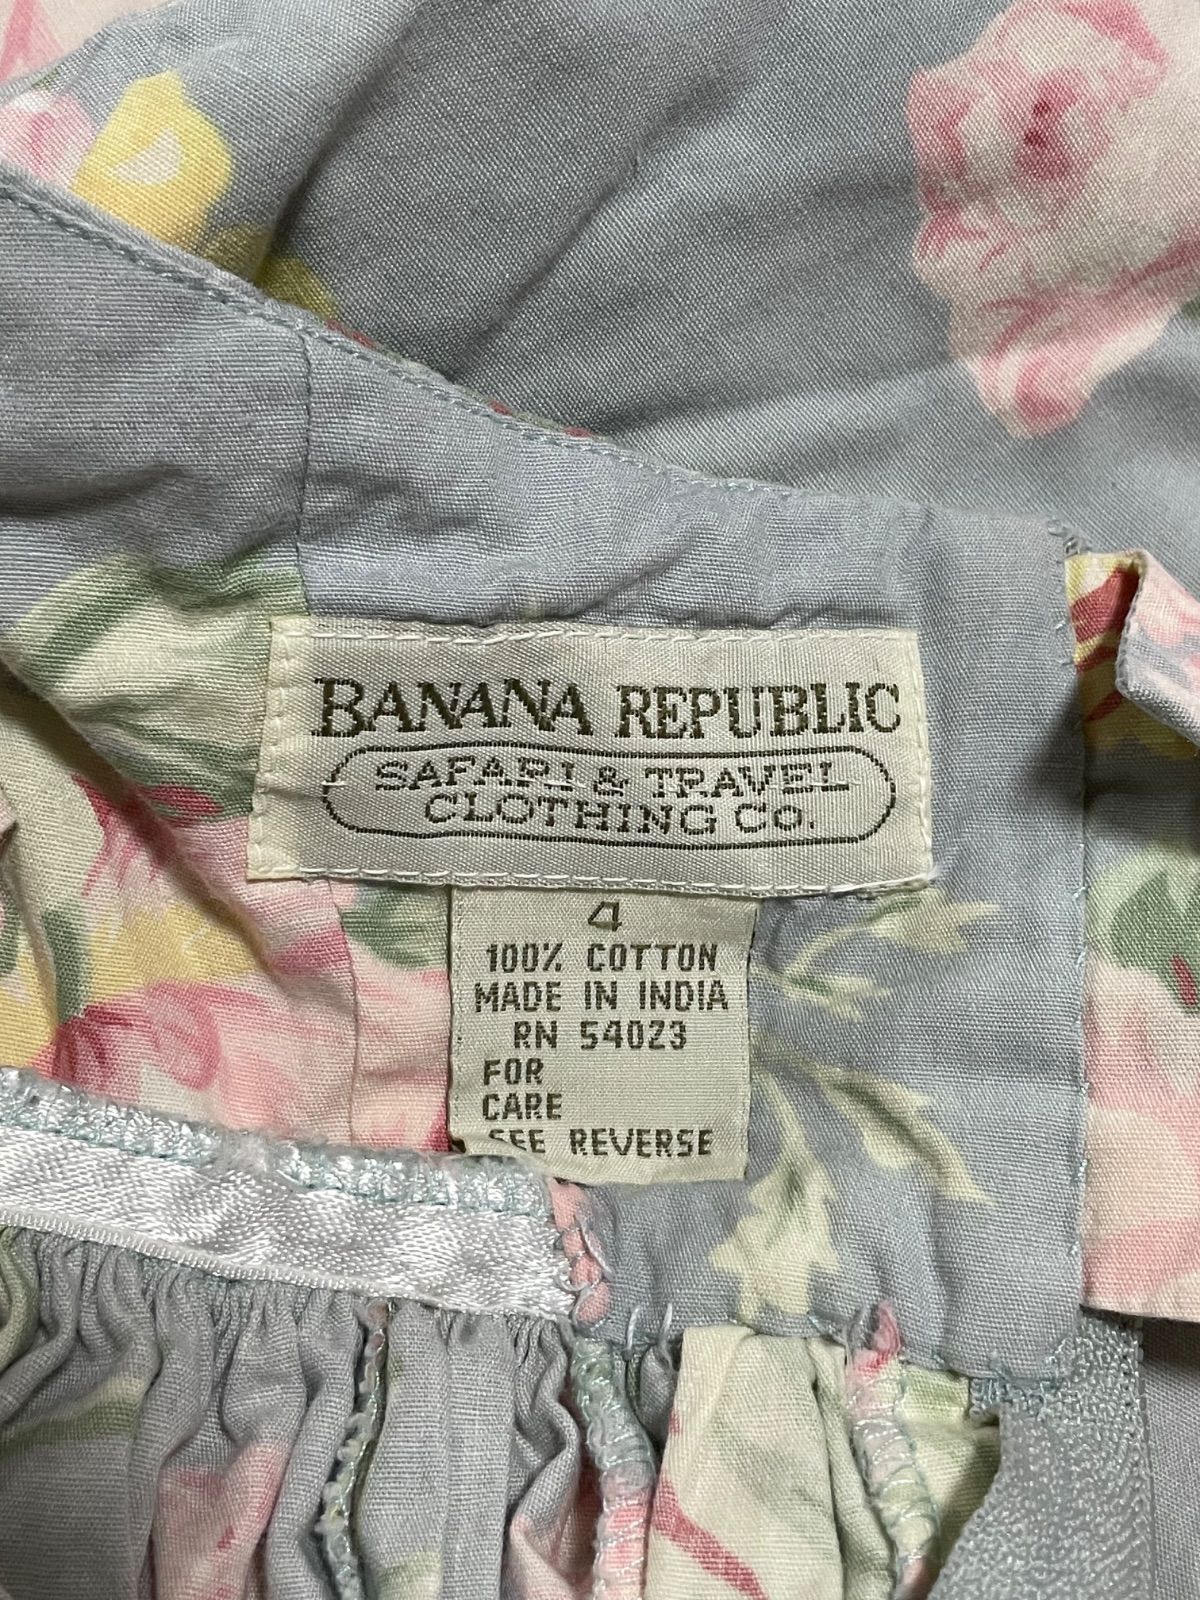 BANANA REPUBLIC
SAFARI & TRAVEL
CLOTHING CO.
4
100% COTTON
MADE IN INDIA
RN 54023
FOR
CARE
SEE REVERSE